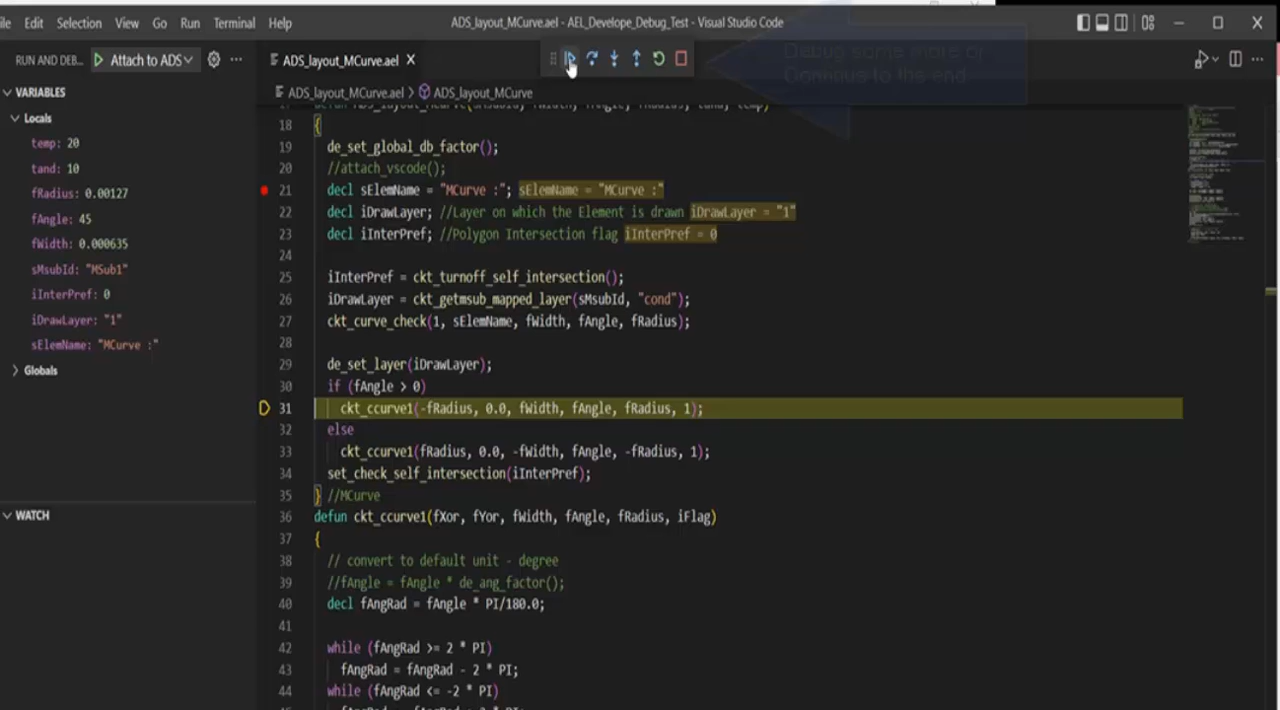 ile Edit Selection View Go Run Terminal Help
ADS_layout_MCurve.ael - AEL_Develope_Debug_Test - Visual Studio Code
RUN AND DEB... Attach to ADS ...
ADS_layout_MCurve.ael
Debug some more or
Continue to the end
ADS_layout_MCurve.ael > ADS_layout_MCurve
VARIABLES
Locals
temp: 20
tand: 10
fRadius: 0.00127
fAngle: 45
fWidth: 0.000635
sMsubId: "MSub1"
iInterPref: 0
iDrawLayer: "1"
sElemName: "MCurve :"
Globals
WATCH
18 {
19 de_set_global_db_factor();
20 //attach_vscode();
21 decl sElemName = "MCurve :"; sElemName = "MCurve :"
22 decl iDrawLayer; //Layer on which the Element is drawn iDrawLayer = "1"
23 decl iInterPref; //Polygon Intersection flag iInterPref = 0
24
25 iInterPref = ckt_turnoff_self_intersection();
26 iDrawLayer = ckt_getmsub_mapped_layer(sMsubId, "cond");
27 ckt_curve_check(1, sElemName, fWidth, fAngle, fRadius);
28
29 de_set_layer(iDrawLayer);
30 if (fAngle > 0)
31 ckt_ccurve1(-fRadius, 0.0, fWidth, fAngle, fRadius, 1);
32 else
33 ckt_ccurve1(fRadius, 0.0, -fWidth, fAngle, -fRadius, 1);
34 set_check_self_intersection(iInterPref);
35 } //MCurve
36 defun ckt_ccurve1(fXor, fYor, fWidth, fAngle, fRadius, iFlag)
37 {
38 // convert to default unit - degree
39 //fAngle = fAngle * de_ang_factor();
40 decl fAngRad = fAngle * PI/180.0;
41
42 while (fAngRad >= 2 * PI)
43 fAngRad = fAngRad - 2 * PI;
44 while (fAngRad <= -2 * PI)